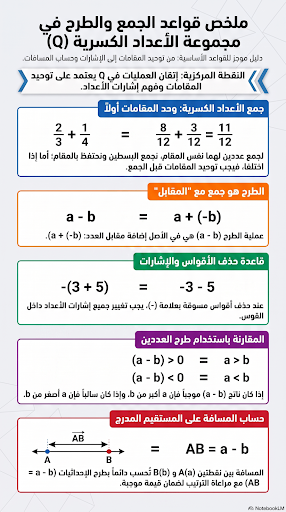 ملخص قواعد الجمع والطرح في
مجموعة الأعداد الكسرية (Q)
دليل موجز للقواعد الأساسية: من توحيد المقامات إلى الإشارات وحساب المسافات.
النقطة المركزية: إتقان العمليات في Q يعتمد على توحيد
المقامات وفهم إشارات الأعداد.
جمع الأعداد الكسرية: وحد المقامات أولاً
2/3 + 1/4 = 8/12 + 3/12 = 11/12
لجمع عددين لهما نفس المقام، نجمع البسطين ونحتفظ بالمقام؛ أما إذا
اختلفا، فيجب توحيد المقامات قبل الجمع.
الطرح هو جمع مع "المقابل"
a - b = a + (-b)
عملية الطرح (a - b) هي في الأصل إضافة مقابل العدد: a + (-b).
قاعدة حذف الأقواس والإشارات
-(3 + 5) = -3 - 5
عند حذف أقواس مسبوقة بعلامة (-)، يجب تغيير جميع إشارات الأعداد داخل
القوس.
المقارنة باستخدام طرح العددين
(a - b) > 0 = a > b
(a - b) < 0 = a < b
إذا كان ناتج (a - b) موجباً فإن a أكبر من b، وإذا كان سالباً فإن a أصغر من b.
حساب المسافة على المستقيم المدرج
AB
A B
= AB = a - b
المسافة بين نقطتين A(a) و B(b) تُحسب دائماً بطرح الإحداثيات (a - b =
AB) مع مراعاة الترتيب لضمان قيمة موجبة.
NotebookLM